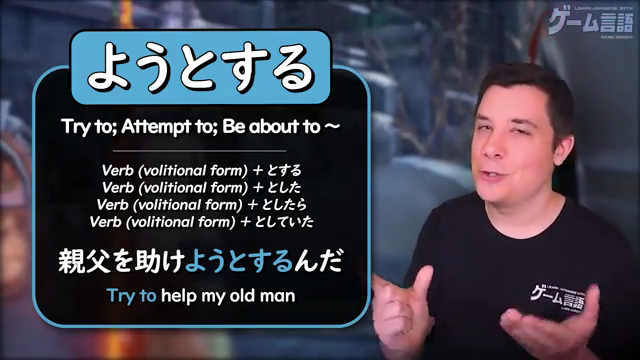 LEARN JAPANESE WITH
ゲーム言語
ようとする
Try to; Attempt to; Be about to ～
Verb (volitional form) + とする
Verb (volitional form) + とした
Verb (volitional form) + としたら
Verb (volitional form) + としていた
親父を助けようとするんだ
Try to help my old man
ゲーム言語